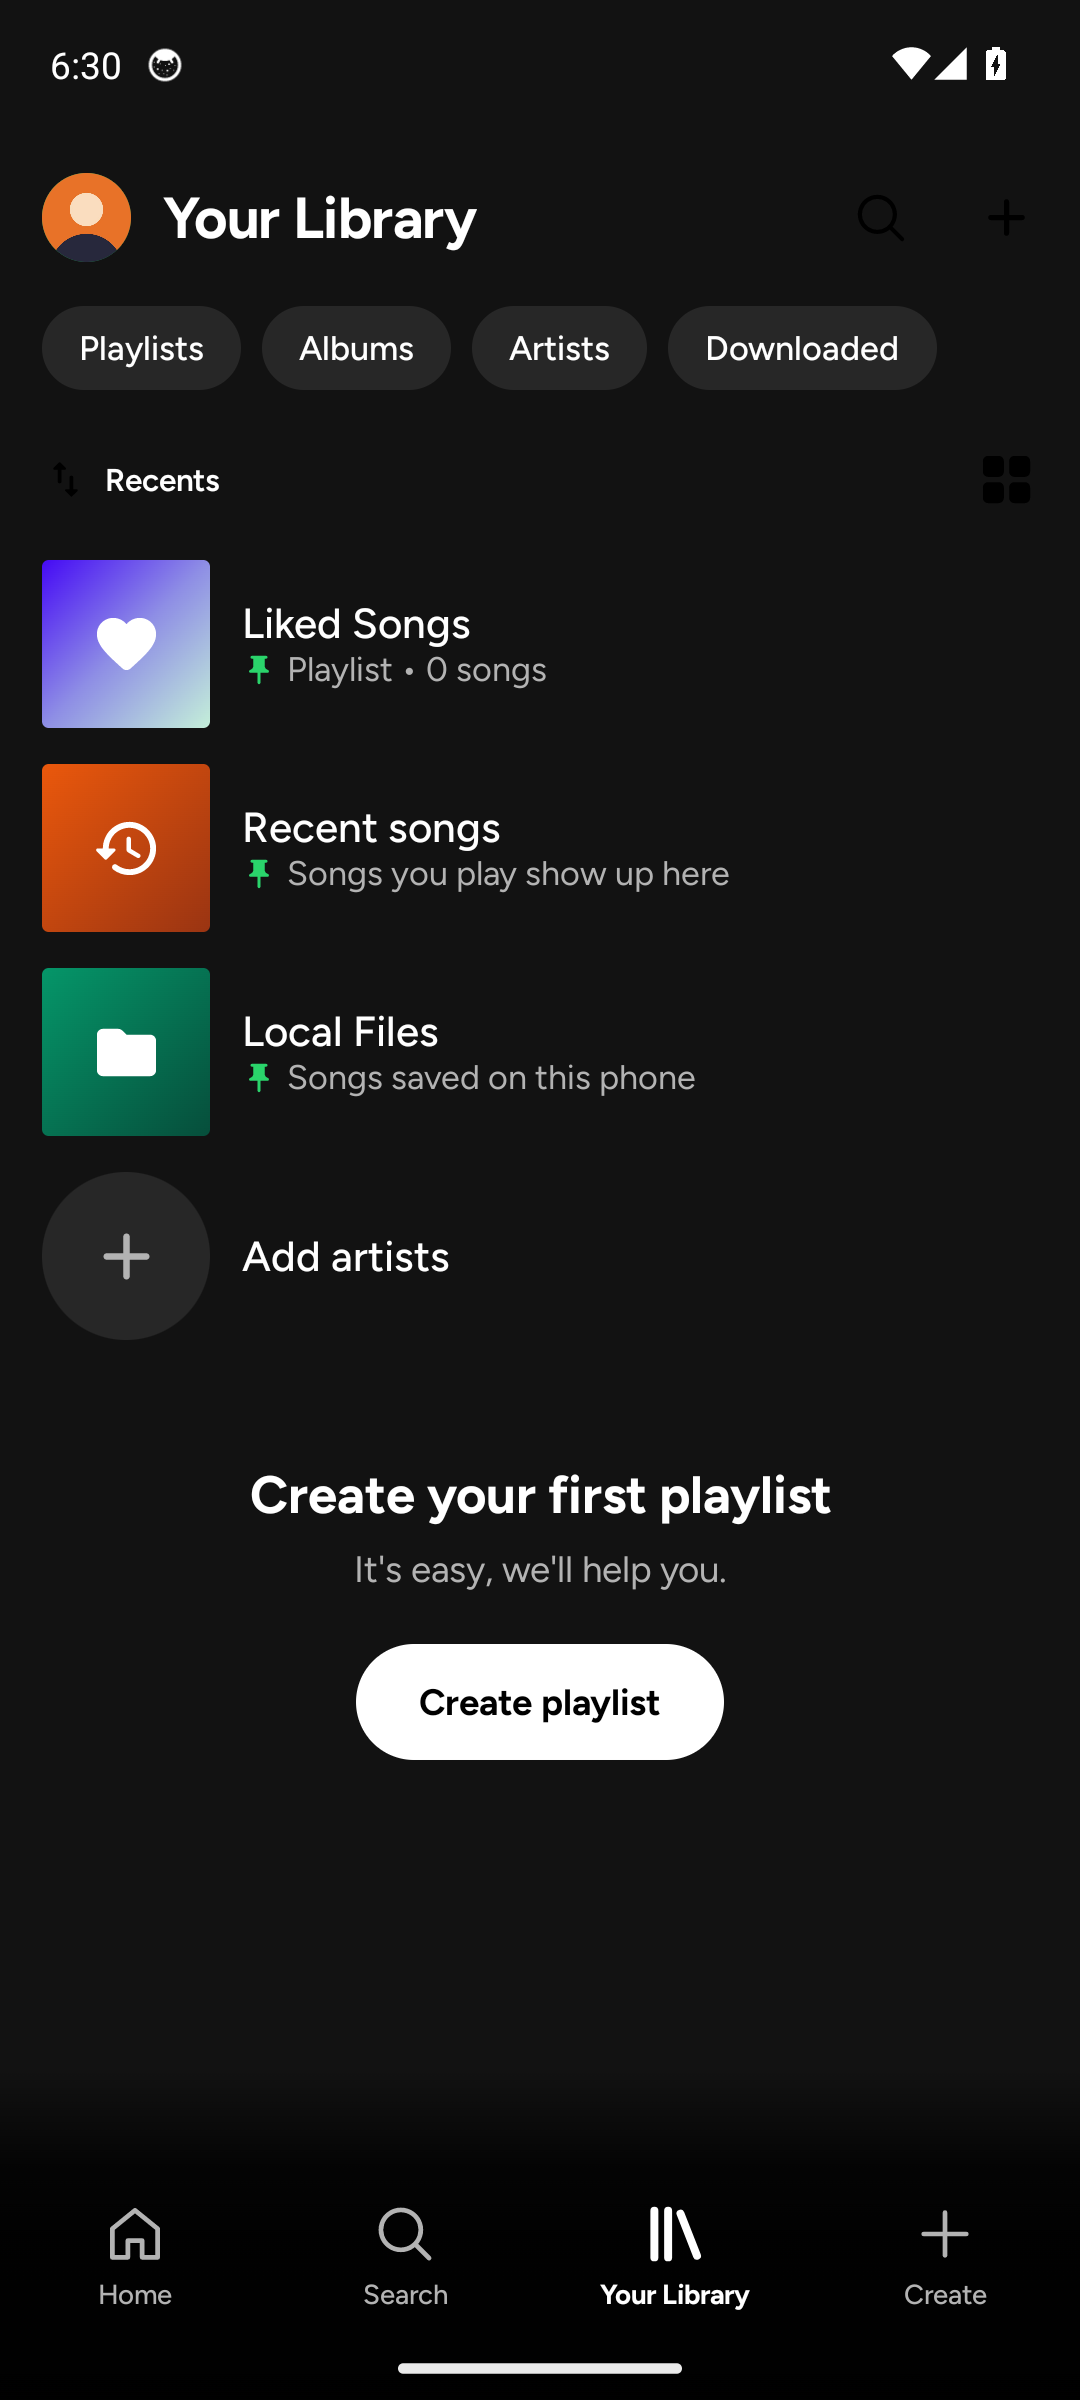 6:30
Your Library
Playlists
Albums
Artists
Downloaded
Recents
Liked Songs
Playlist • 0 songs
Recent songs
Songs you play show up here
Local Files
Songs saved on this phone
Add artists
Create your first playlist
It's easy, we'll help you.
Create playlist
Home
Search
Your Library
Create